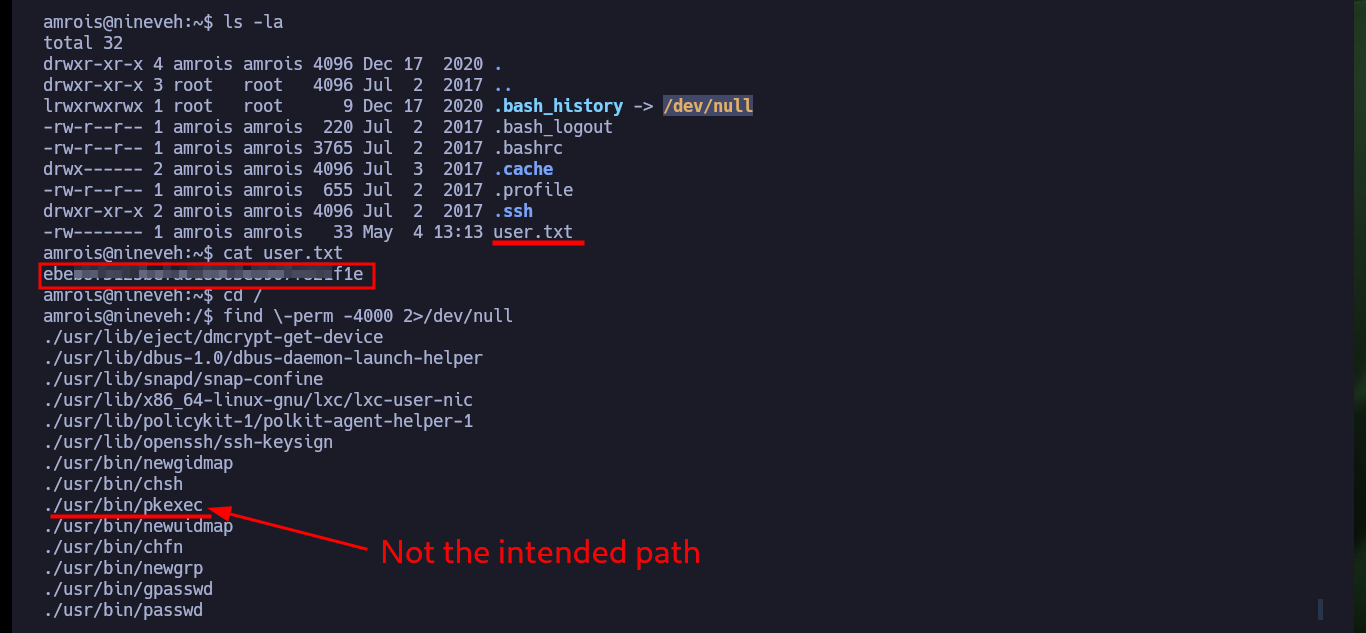 amrois@nineveh:~$ ls -la
total 32
drwxr-xr-x 4 amrois amrois 4096 Dec 17  2020 .
drwxr-xr-x 3 root   root   4096 Jul  2  2017 ..
lrwxrwxrwx 1 root   root      9 Dec 17  2020 .bash_history -> /dev/null
-rw-r--r-- 1 amrois amrois  220 Jul  2  2017 .bash_logout
-rw-r--r-- 1 amrois amrois 3765 Jul  2  2017 .bashrc
drwx------ 2 amrois amrois 4096 Jul  3  2017 .cache
-rw-r--r-- 1 amrois amrois  655 Jul  2  2017 .profile
drwxr-xr-x 2 amrois amrois 4096 Jul  2  2017 .ssh
-rw------- 1 amrois amrois   33 May  4 13:13 user.txt
amrois@nineveh:~$ cat user.txt
amrois@nineveh:~$ cd /
amrois@nineveh:/$ find \-perm -4000 2>/dev/null
./usr/lib/eject/dmcrypt-get-device
./usr/lib/dbus-1.0/dbus-daemon-launch-helper
./usr/lib/snapd/snap-confine
./usr/lib/x86_64-linux-gnu/lxc/lxc-user-nic
./usr/lib/policykit-1/polkit-agent-helper-1
./usr/lib/openssh/ssh-keysign
./usr/bin/newgidmap
./usr/bin/chsh
./usr/bin/pkexec
./usr/bin/newuidmap
./usr/bin/chfn
Not the intended path
./usr/bin/newgrp
./usr/bin/gpasswd
./usr/bin/passwd